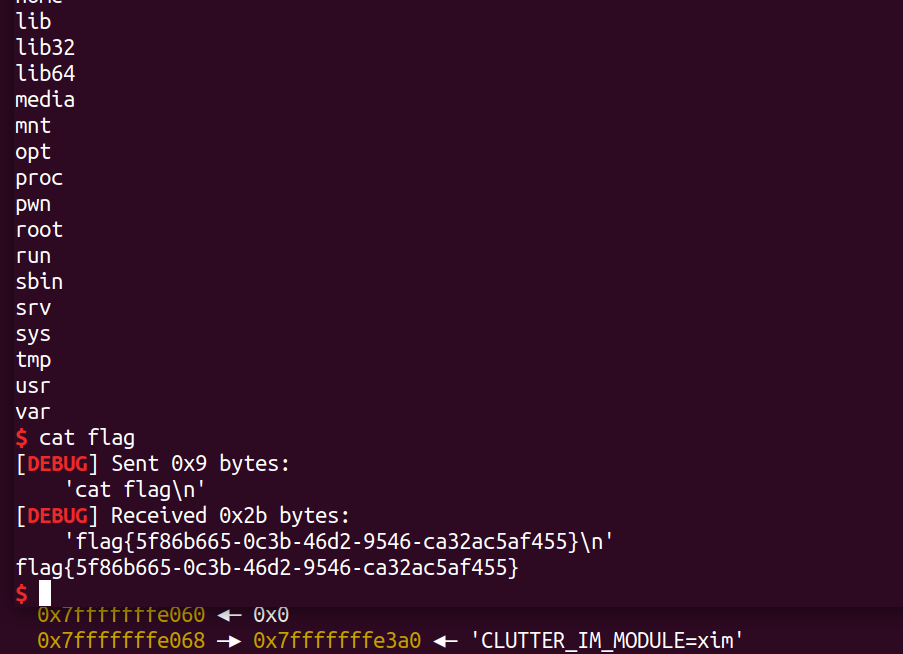 home
lib
lib32
lib64
media
mnt
opt
proc
pwn
root
run
sbin
srv
sys
tmp
usr
var
$ cat flag
[DEBUG] Sent 0x9 bytes:
    'cat flag\n'
[DEBUG] Received 0x2b bytes:
    'flag{5f86b665-0c3b-46d2-9546-ca32ac5af455}\n'
flag{5f86b665-0c3b-46d2-9546-ca32ac5af455}
$
0x7fffffffe060 ◂— 0x0
0x7fffffffe068 —▸ 0x7fffffffe3a0 ◂— 'CLUTTER_IM_MODULE=xim'